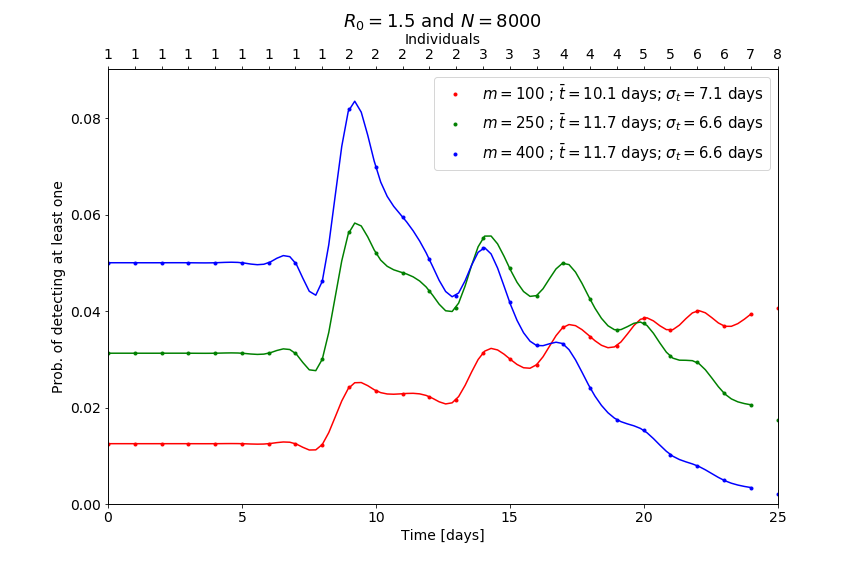 R₀ = 1.5 and N = 8000
Individuals
1 1 1 1 1 1 1 1 1 2 2 2 2 2 3 3 3 4 4 4 5 5 6 6 7 8
m = 100 ; t̄ = 10.1 days; σₜ = 7.1 days
m = 250 ; t̄ = 11.7 days; σₜ = 6.6 days
m = 400 ; t̄ = 11.7 days; σₜ = 6.6 days
Prob. of detecting at least one
0.08
0.06
0.04
0.02
0.00
0 5 10 15 20 25
Time [days]